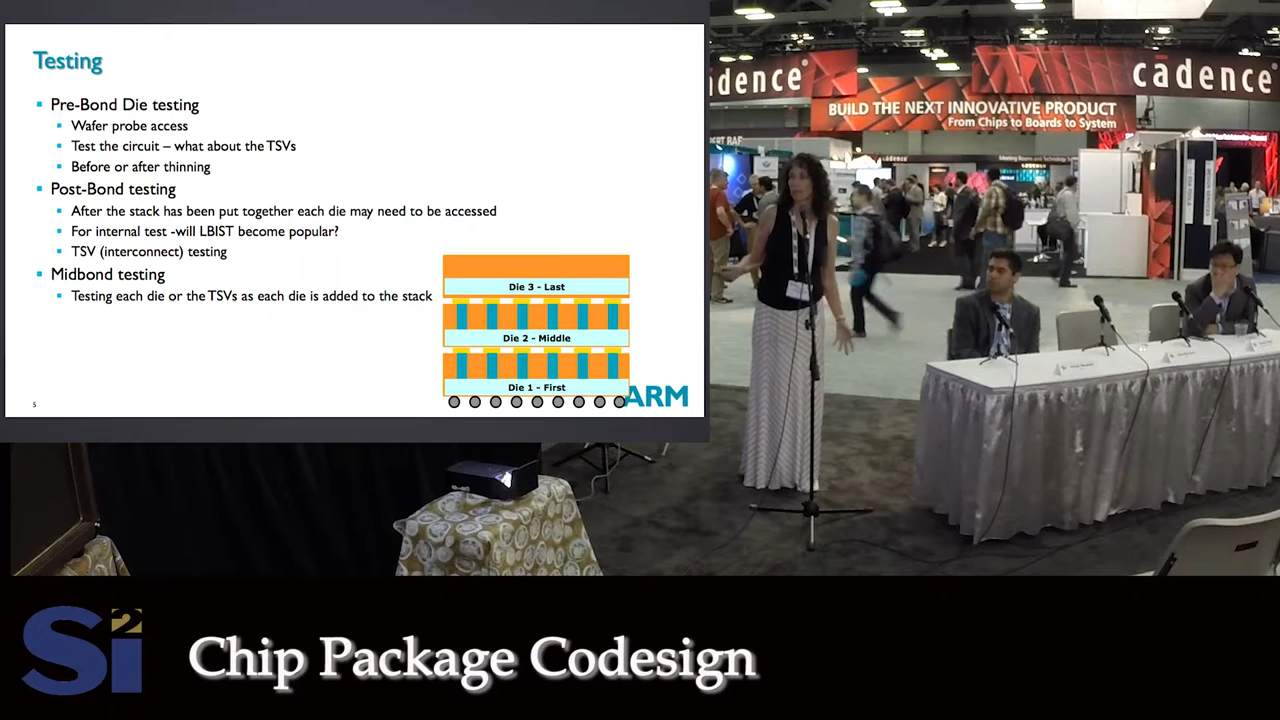 Testing
Pre-Bond Die testing
Wafer probe access
Test the circuit – what about the TSVs
Before or after thinning
Post-Bond testing
After the stack has been put together each die may need to be accessed
For internal test -will LBIST become popular?
TSV (interconnect) testing
Midbond testing
Testing each die or the TSVs as each die is added to the stack
Die 3 - Last
Die 2 - Middle
Die 1 - First
5
ARM
cādence
cādence
BUILD THE NEXT INNOVATIVE PRODUCT
From Chips to Boards to System
cādence
Si2
Chip Package Codesign